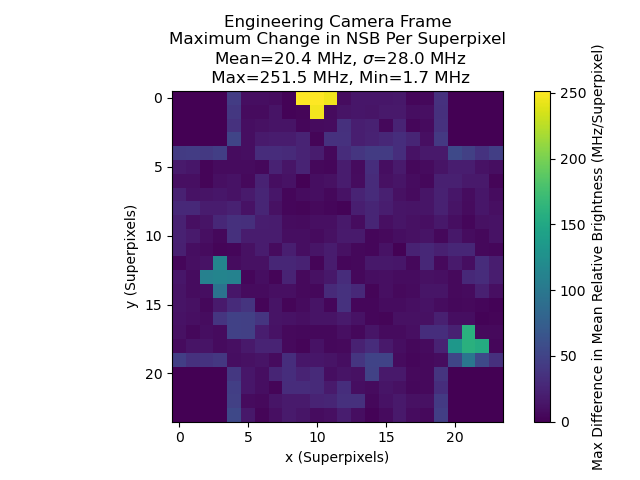 Engineering Camera Frame
Maximum Change in NSB Per Superpixel
Mean=20.4 MHz, σ=28.0 MHz
Max=251.5 MHz, Min=1.7 MHz
0
5
10
15
20
y (Superpixels)
0
5
10
15
20
x (Superpixels)
250
200
150
100
50
0
Max Difference in Mean Relative Brightness (MHz/Superpixel)